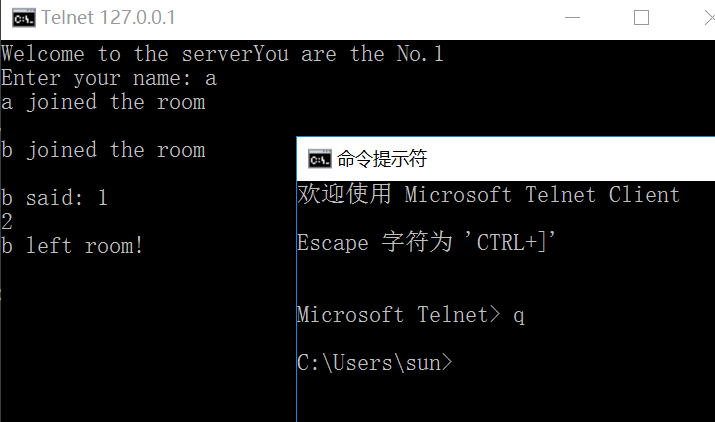 Telnet 127.0.0.1
Welcome to the serverYou are the No.1
Enter your name: a
a joined the room
b joined the room
b said: 1
2
b left room!
命令提示符
欢迎使用 Microsoft Telnet Client
Escape 字符为 'CTRL+]'
Microsoft Telnet> q
C:\Users\sun>